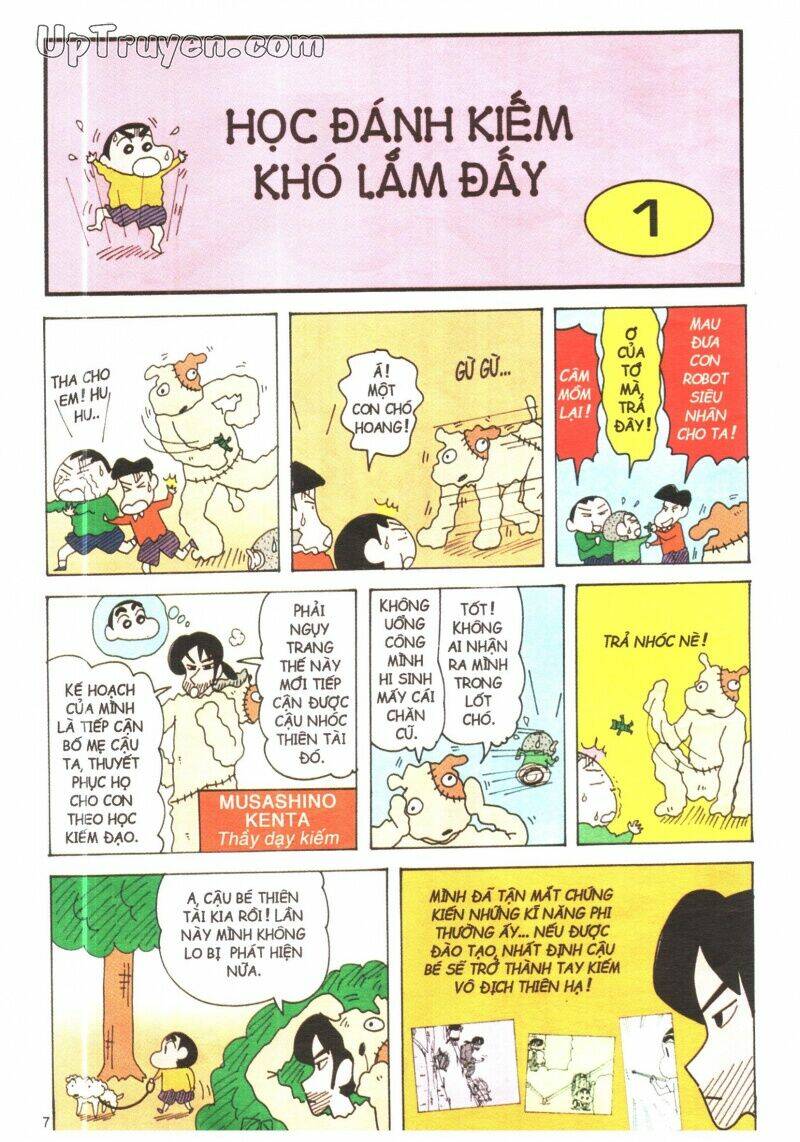 UpTruyen.com
HỌC ĐÁNH KIẾM
KHÓ LẮM ĐẤY
1
MAU
ĐƯA
CON
ROBOT
SIÊU
NHÂN
CHO TA!
Ơ
CỦA
TỚ
MÀ,
TRẢ
ĐÂY!
CÂM
MỒM
LẠI!
GỪ GỪ...
Ã!
MỘT
CON CHÓ
HOANG!
THA CHO
EM! HU
HU..
TRẢ NHÓC NÈ!
TỐT!
KHÔNG
AI NHẬN
RA MÌNH
TRONG
LỐT
CHÓ.
KHÔNG
UỔNG
CÔNG
MÌNH
HI SINH
MẤY CÁI
CHĂN
CŨ.
PHẢI
NGỤY
TRANG
THẾ NÀY
MỚI TIẾP
CẬN ĐƯỢC
CẬU NHÓC
THIÊN TÀI
ĐÓ.
KẾ HOẠCH
CỦA MÌNH
LÀ TIẾP CẬN
BỐ MẸ CẬU
TA, THUYẾT
PHỤC HỌ
CHO CON
THEO HỌC
KIẾM ĐẠO.
MUSASHINO
KENTA
Thầy dạy kiếm
MÌNH ĐÃ TẬN MẮT CHỨNG
KIẾN NHỮNG KĨ NĂNG PHI
THƯỜNG ẤY... NẾU ĐƯỢC
ĐÀO TẠO, NHẤT ĐỊNH CẬU
BÉ SẼ TRỞ THÀNH TAY KIẾM
VÔ ĐỊCH THIÊN HẠ!
A, CẬU BÉ THIÊN
TÀI KIA RỒI! LẦN
NÀY MÌNH KHÔNG
LO BỊ PHÁT HIỆN
NỮA.
7